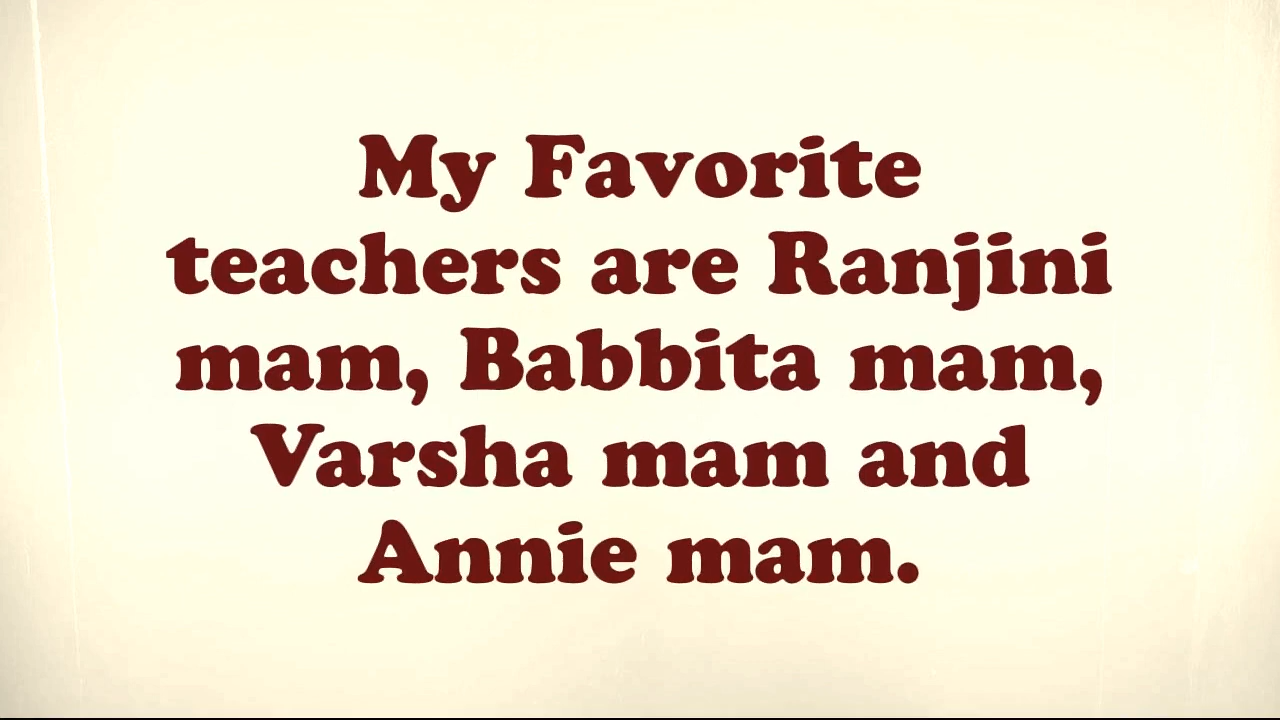 My Favorite
teachers are Ranjini
mam, Babbita mam,
Varsha mam and
Annie mam.